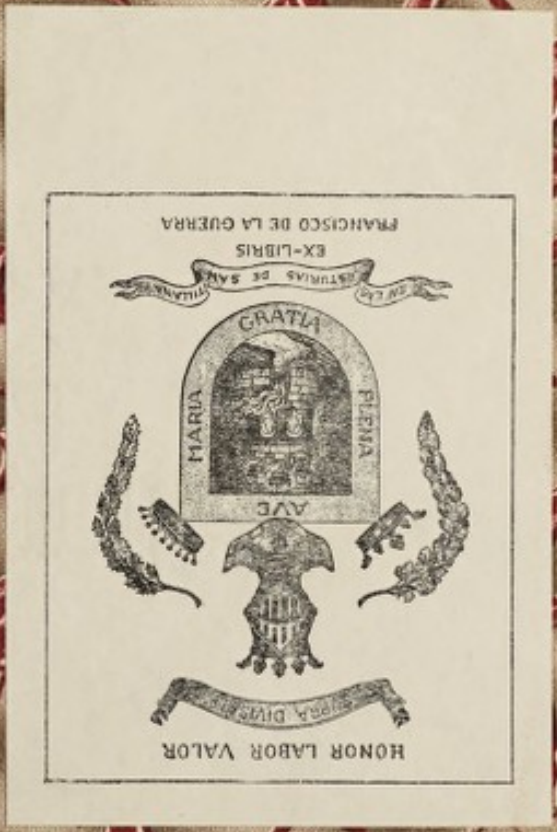 HONOR LABOR VALOR
SUPRA
AVE
MARIA
GRATIA
PLENA
EN LAS ASTURIAS DE SANTILLANA
EX-LIBRIS
FRANCISCO DE LA GUERRA